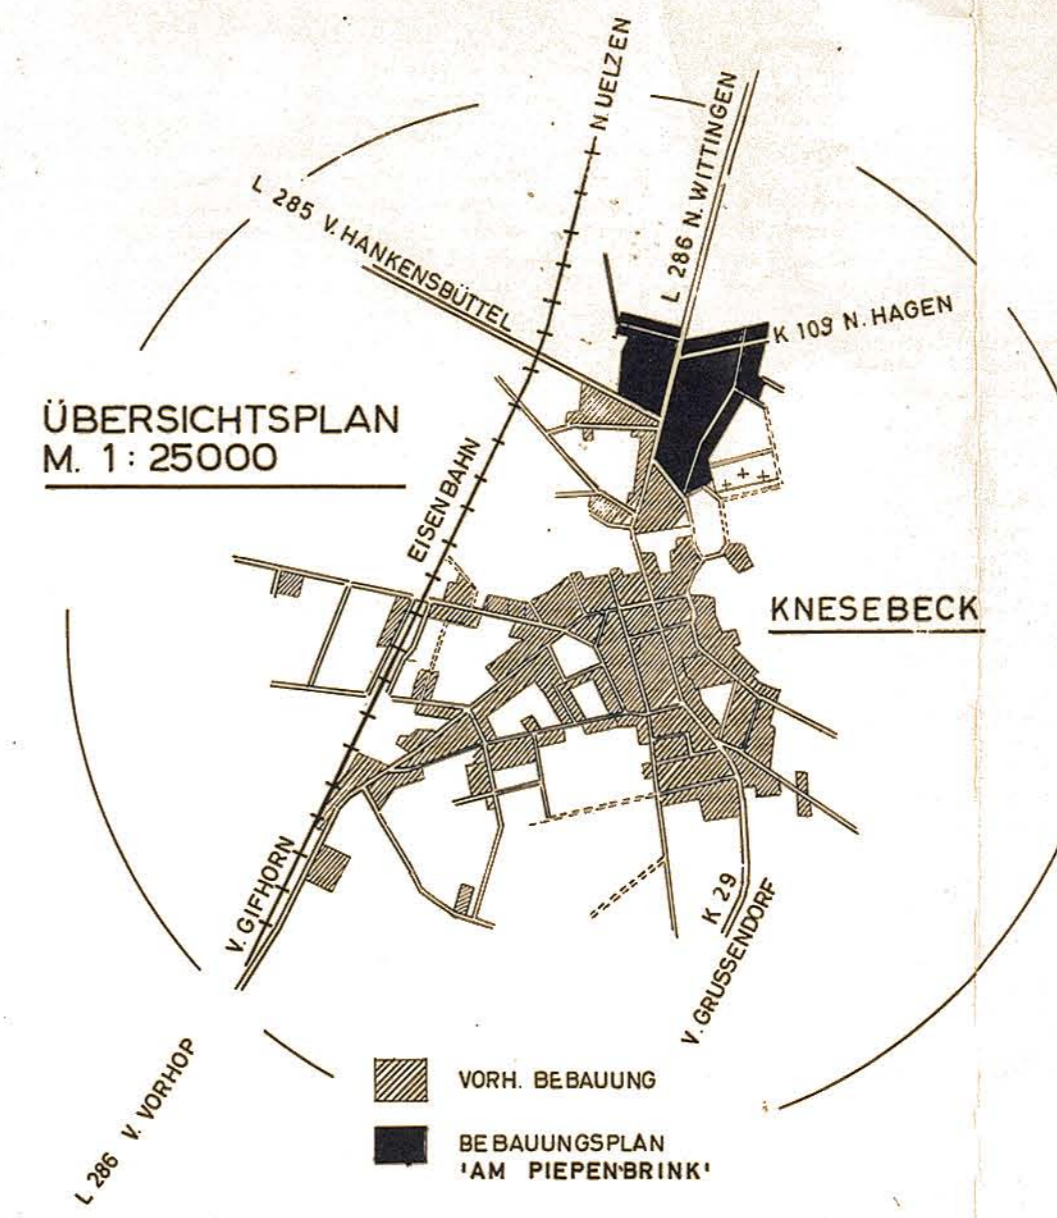 N. UELZEN
L 286 N. WITTINGEN
L 285 V. HANKENSBÜTTEL
K 109 N. HAGEN
ÜBERSICHTSPLAN
M. 1 : 25000
EISENBAHN
KNESEBECK
V. GIFHORN
K 29
V. GRUSSENDORF
L 286 V. VORHOP
VORH. BEBAUUNG
BEBAUUNGSPLAN
'AM PIEPENBRINK'